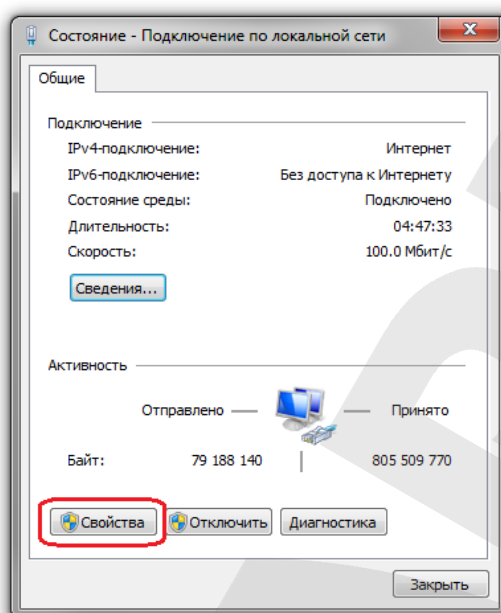 Состояние - Подключение по локальной сети
Общие
Подключение
IPv4-подключение: Интернет
IPv6-подключение: Без доступа к Интернету
Состояние среды: Подключено
Длительность: 04:47:33
Скорость: 100.0 Мбит/с
Сведения...
Активность
Отправлено — — Принято
Байт: 79 188 140 | 805 509 770
Свойства Отключить Диагностика
Закрыть